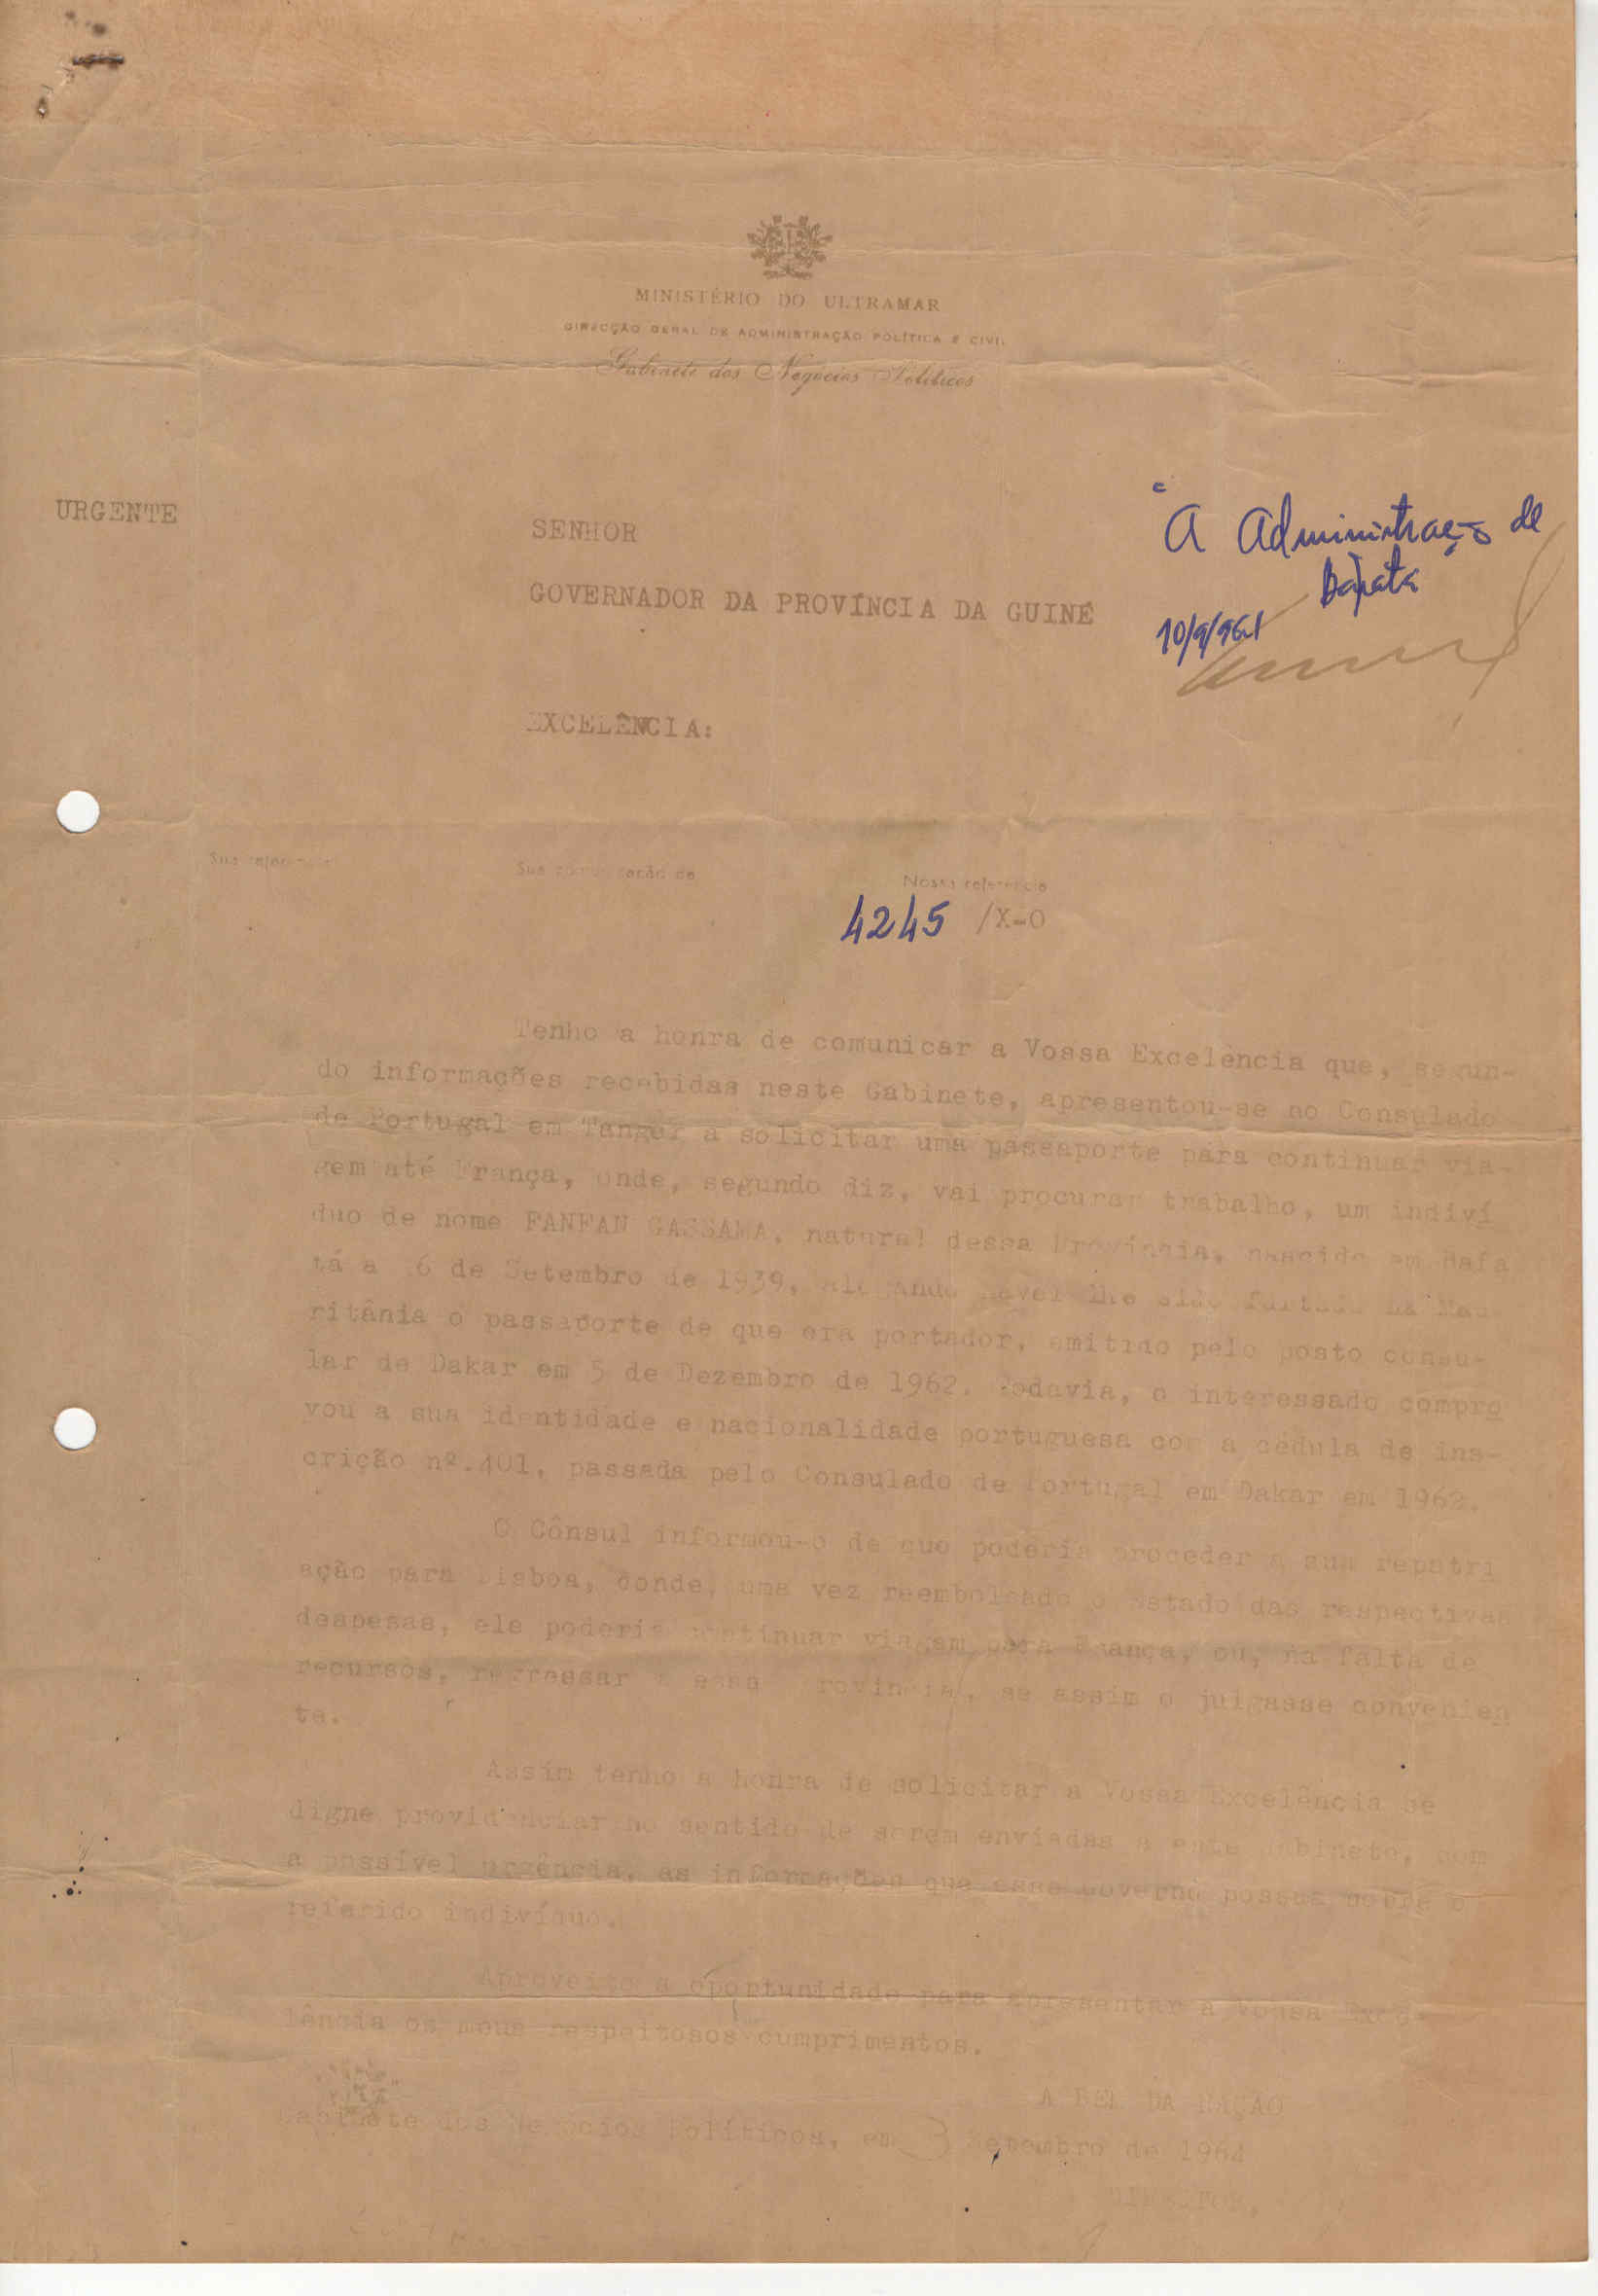 MINISTÉRIO DO ULTRAMAR
DIRECÇÃO GERAL DE ADMINISTRAÇÃO POLÍTICA E CIVIL
Gabinete dos Negócios Políticos
URGENTE
SENHOR
GOVERNADOR DA PROVÍNCIA DA GUINÉ
À Administração de
Bafatá
10/9/964
EXCELÊNCIA:
Sua referência
Sua comunicação de
Nossa referência
4245 /X-O
Tenho a honra de comunicar a Vossa Excelência que, segun-
do informações recebidas neste Gabinete, apresentou-se no Consulado
de Portugal em Tanger a solicitar uma passaporte para continuar via-
gem até França, onde, segundo diz, vai procurar trabalho, um indiví
duo de nome FANFAN GASSAMA, natural dessa Província, nascido em Bafa
tá a 6 de Setembro de 1939, alegando haver-lhe sido furtado na Mau-
ritânia o passaporte de que era portador, emitido pelo posto consu-
lar de Dakar em 5 de Dezembro de 1962. Todavia, o interessado compro
vou a sua identidade e nacionalidade portuguesa com a cédula de ins-
crição nº.401, passada pelo Consulado de Portugal em Dakar em 1962.
O Cônsul informou-o de que poderia proceder à sua repatri
ação para Lisboa, donde, uma vez reembolsado o Estado das respectivas
despesas, ele poderia continuar viagem para França, ou, na falta de
recursos, regressar a essa Província, se assim o julgasse convenien
te.
Assim tenho a honra de solicitar a Vossa Excelência se
digne providenciar no sentido de serem enviadas a este Gabinete, com
a possível urgência, as informações que esse Governo possua sobre o
referido indivíduo.
Aproveito a oportunidade para apresentar a Vossa Exce-
lência os meus respeitosos cumprimentos.
A BEM DA NAÇÃO
Gabinete dos Negócios Políticos, em 3 Setembro de 1964
DIRECTOR,